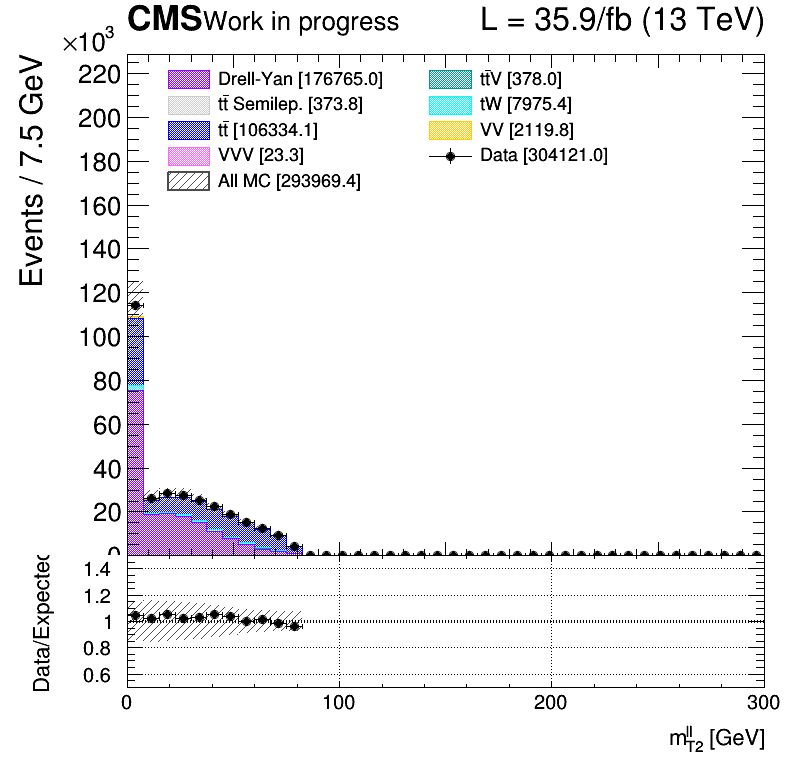 CMS Work in progress L = 35.9/fb (13 TeV)
×10³
Events / 7.5 GeV
220
200
180
160
140
120
100
80
60
40
20
0
Drell-Yan [176765.0]
tt̄ Semilep. [373.8]
tt̄ [106334.1]
VVV [23.3]
All MC [293969.4]
tt̄V [378.0]
tW [7975.4]
VV [2119.8]
Data [304121.0]
Data/Expected
1.4
1.2
1
0.8
0.6
0 100 200 300
m_T2^ll [GeV]